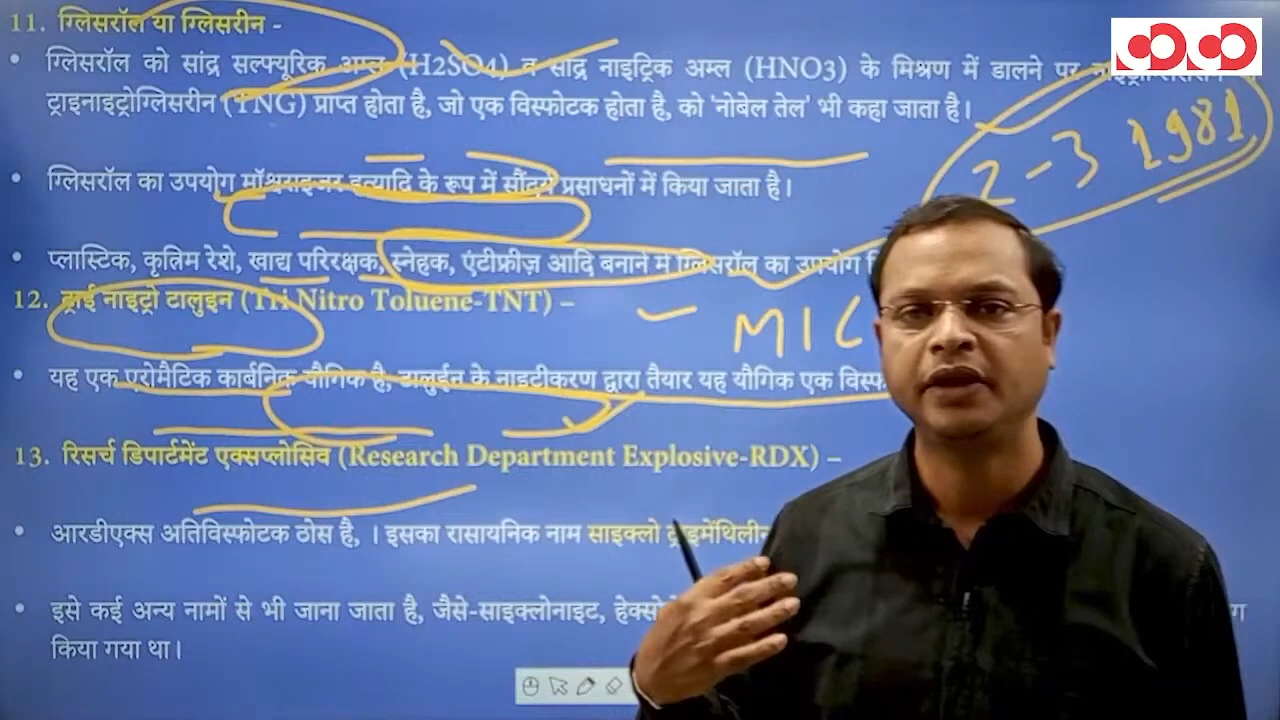 11. ग्लिसरॉल या ग्लिसरीन -
• ग्लिसरॉल को सांद्र सल्फ्यूरिक अम्ल (H2SO4) व सांद्र नाइट्रिक अम्ल (HNO3) के मिश्रण में डालने पर
ट्राइनाइट्रोग्लिसरीन (TNG) प्राप्त होता है, जो एक विस्फोटक होता है, को 'नोबेल तेल' भी कहा जाता है।
2-3 1981
• ग्लिसरॉल का उपयोग मॉश्चराइजर इत्यादि के रूप में सौंदर्य प्रसाधनों में किया जाता है।
• प्लास्टिक, कृत्रिम रेशे, खाद्य परिरक्षक, स्नेहक, एंटीफ्रीज़ आदि बनाने में ग्लिसरॉल का उपयोग
12. ट्राई नाइट्रो टालुइन (Tri Nitro Toluene-TNT) –
- MIC
• यह एक एरोमैटिक कार्बनिक यौगिक है, टालुईन के नाइट्रीकरण द्वारा तैयार यह यौगिक एक
13. रिसर्च डिपार्टमेंट एक्सप्लोसिव (Research Department Explosive-RDX) –
• आरडीएक्स अतिविस्फोटक ठोस है, । इसका रासायनिक नाम साइक्लो
• इसे कई अन्य नामों से भी जाना जाता है, जैसे-साइक्लोनाइट,
किया गया था।